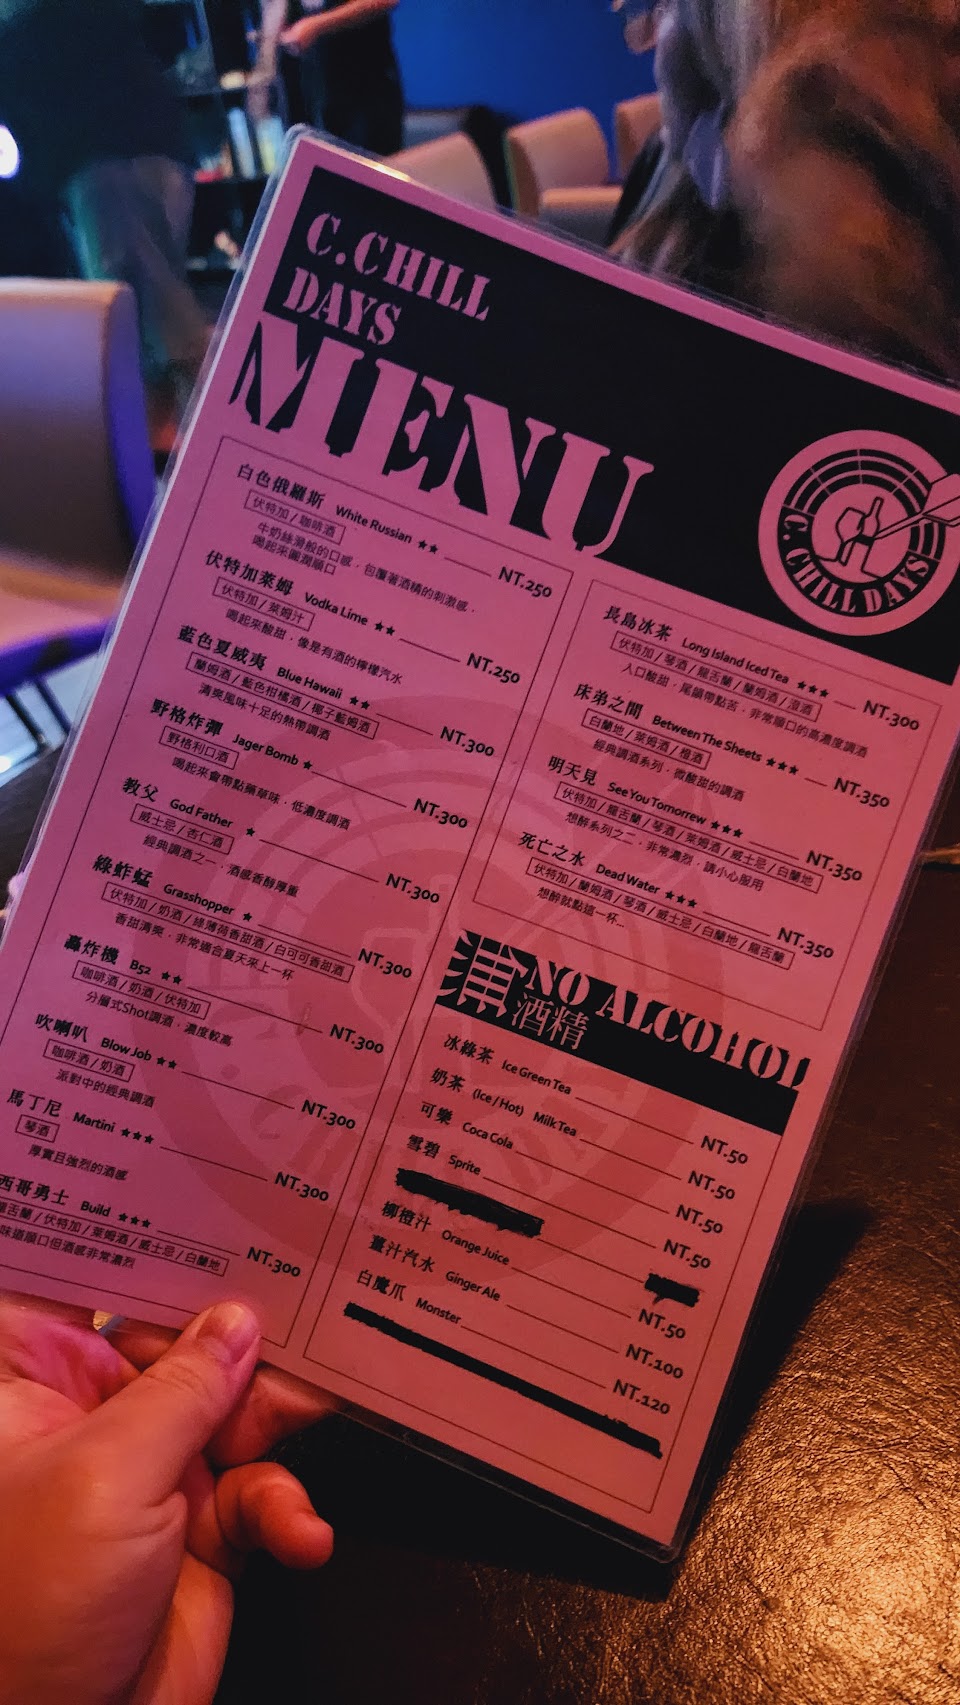 C.CHILL
DAYS
MENU
C. CHILL DAYS
白色俄羅斯 White Russian ★★ NT.250
伏特加/咖啡酒
牛奶絲滑般的口感，包覆著酒精的刺激感，
喝起來圓潤順口
伏特加萊姆 Vodka Lime ★★ NT.250
伏特加/萊姆汁
喝起來酸甜，像是有酒的檸檬汽水
藍色夏威夷 Blue Hawaii ★★ NT.300
蘭姆酒/藍色柑橘酒/椰子蘭姆酒
清爽風味十足的熱帶調酒
野格炸彈 Jager Bomb ★ NT.300
野格利口酒
喝起來會帶點藥草味，低濃度調酒
教父 God Father ★ NT.300
威士忌/杏仁酒
經典調酒之一，酒感香醇厚重
綠蚱蜢 Grasshopper ★ NT.300
伏特加/奶酒/綠薄荷香甜酒/白可可香甜酒
香甜清爽，非常適合夏天來上一杯
轟炸機 B52 ★★ NT.300
咖啡酒/奶酒/伏特加
分層式Shot調酒，濃度較高
吹喇叭 Blow Job ★★ NT.300
咖啡酒/奶酒
派對中的經典調酒
馬丁尼 Martini ★★★ NT.300
琴酒
厚實且強烈的酒感
西哥勇士 Build ★★★ NT.300
龍舌蘭/伏特加/萊姆酒/威士忌/白蘭地
味道順口但酒感非常濃烈
長島冰茶 Long Island Iced Tea ★★★ NT.300
伏特加/琴酒/龍舌蘭/蘭姆酒/澄酒
入口酸甜，尾韻帶點苦，非常順口的高濃度調酒
床弟之間 Between The Sheets ★★★ NT.350
白蘭地/萊姆酒/橙酒
經典調酒系列，微酸甜的調酒
明天見 See You Tomorrew ★★★ NT.350
伏特加/龍舌蘭/琴酒/萊姆酒/威士忌/白蘭地
想醉系列之二，非常濃烈，請小心服用
死亡之水 Dead Water ★★★ NT.350
伏特加/蘭姆酒/琴酒/威士忌/白蘭地/龍舌蘭
想醉就點這一杯...
無酒精 NO ALCOHOL
冰綠茶 Ice Green Tea NT.50
奶茶 (Ice / Hot) Milk Tea NT.50
可樂 Coca Cola NT.50
雪碧 Sprite NT.50
柳橙汁 Orange Juice NT.50
薑汁汽水 Ginger Ale NT.100
白魔爪 Monster NT.120